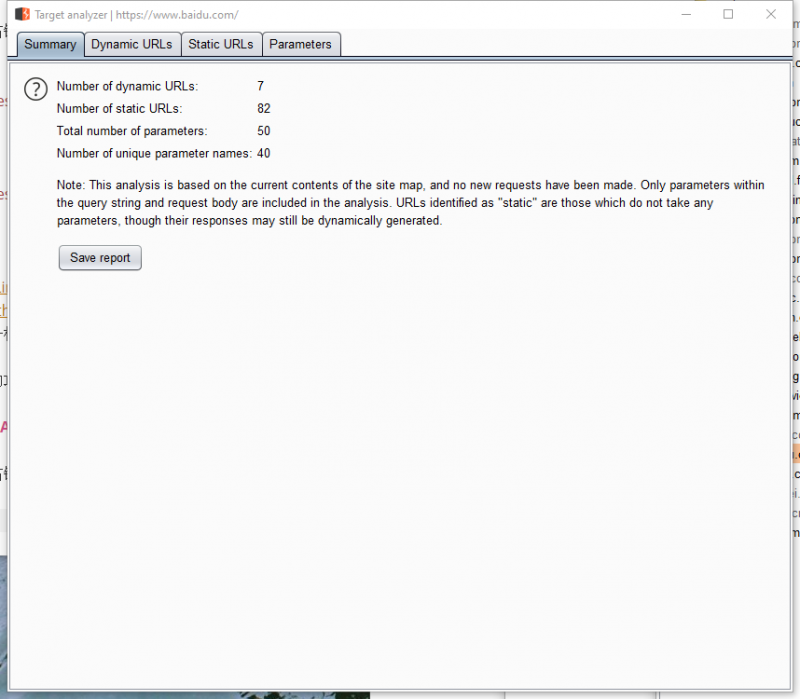 Target analyzer | https://www.baidu.com/
Summary Dynamic URLs Static URLs Parameters
Number of dynamic URLs: 7
Number of static URLs: 82
Total number of parameters: 50
Number of unique parameter names: 40
Note: This analysis is based on the current contents of the site map, and no new requests have been made. Only parameters within
the query string and request body are included in the analysis. URLs identified as "static" are those which do not take any
parameters, though their responses may still be dynamically generated.
Save report